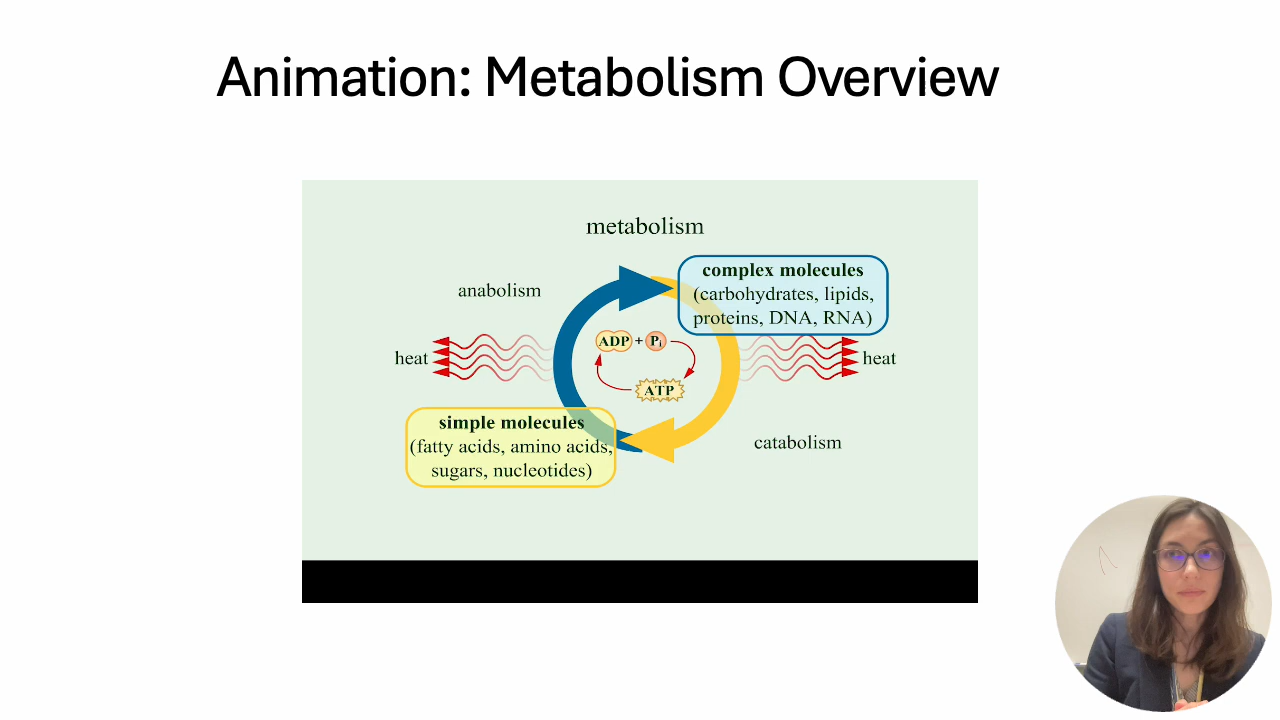 Animation: Metabolism Overview
metabolism
complex molecules
(carbohydrates, lipids,
proteins, DNA, RNA)
anabolism
ADP + Pi
heat
heat
ATP
simple molecules
(fatty acids, amino acids,
sugars, nucleotides)
catabolism